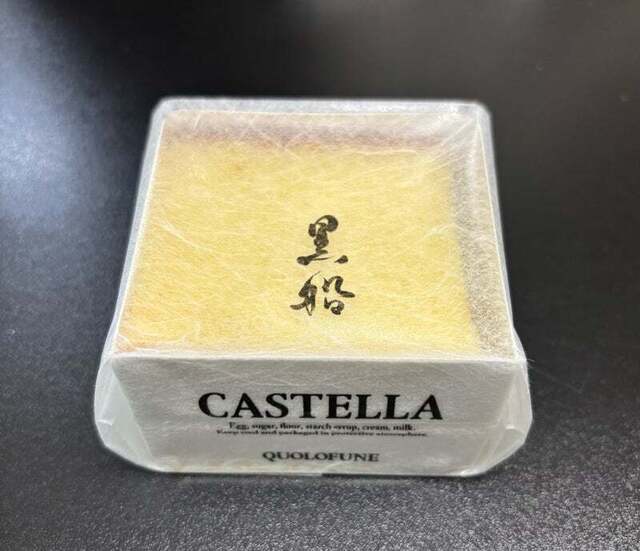 黒
船
CASTELLA
Egg, sugar, flour, starch syrup, cream, milk.
Keep cool and packaged in protective atmosphere.
QUOLOFUNE